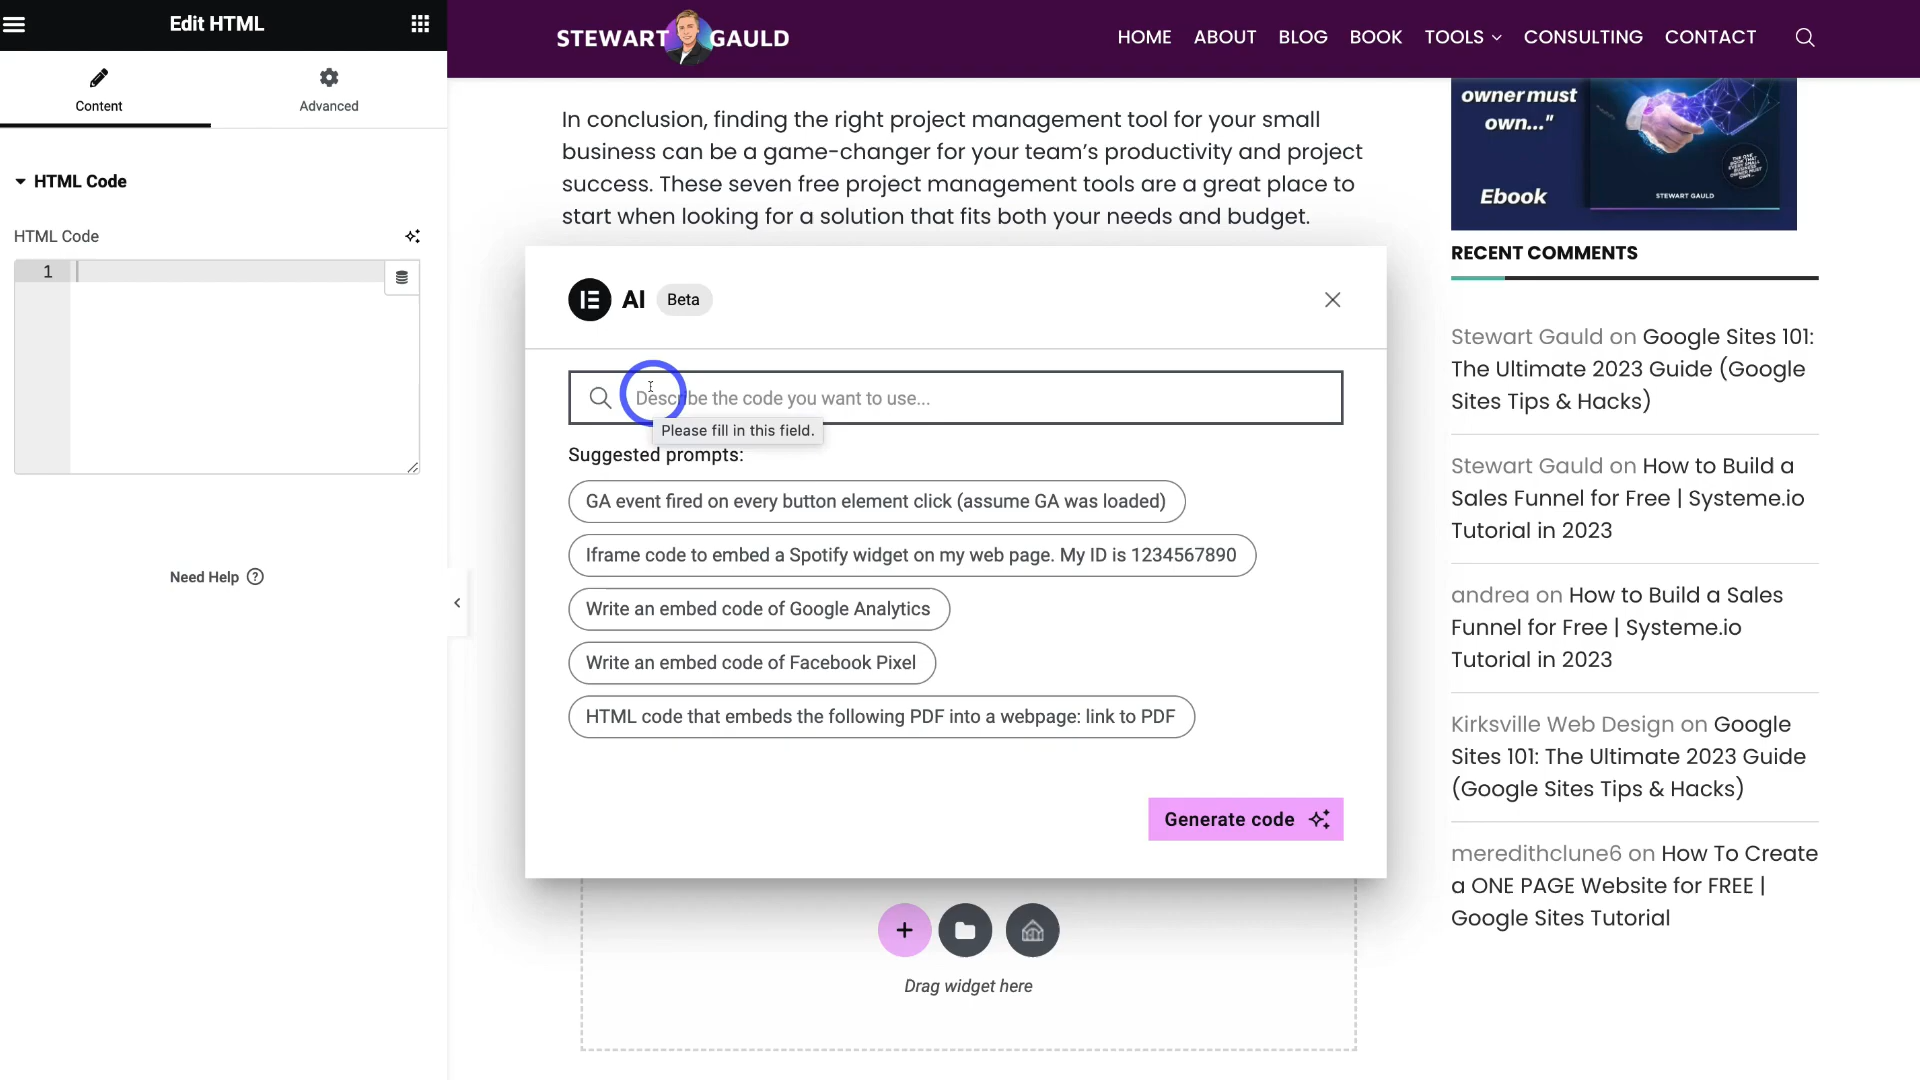 Edit HTML
Content
Advanced
HTML Code
HTML Code
1
Need Help
STEWART GAULD
HOME
ABOUT
BLOG
BOOK
TOOLS
CONSULTING
CONTACT
In conclusion, finding the right project management tool for your small
business can be a game-changer for your team's productivity and project
success. These seven free project management tools are a great place to
start when looking for a solution that fits both your needs and budget.
AI
Beta
Describe the code you want to use...
Please fill in this field.
Suggested prompts:
GA event fired on every button element click (assume GA was loaded)
Iframe code to embed a Spotify widget on my web page. My ID is 1234567890
Write an embed code of Google Analytics
Write an embed code of Facebook Pixel
HTML code that embeds the following PDF into a webpage: link to PDF
Generate code
Drag widget here
owner must
own..."
Ebook
STEWART GAULD
RECENT COMMENTS
Stewart Gauld on Google Sites 101:
The Ultimate 2023 Guide (Google
Sites Tips & Hacks)
Stewart Gauld on How to Build a
Sales Funnel for Free | Systeme.io
Tutorial in 2023
andrea on How to Build a Sales
Funnel for Free | Systeme.io
Tutorial in 2023
Kirksville Web Design on Google
Sites 101: The Ultimate 2023 Guide
(Google Sites Tips & Hacks)
meredithclune6 on How To Create
a ONE PAGE Website for FREE |
Google Sites Tutorial